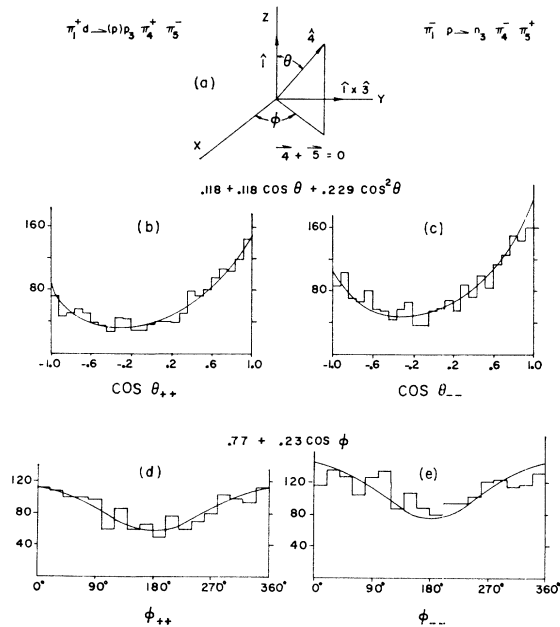 π₁⁺ d → (p) p₃ π₄⁺ π₅⁻
π₁⁻ p → n₃ π₄⁻ π₅⁺
(a)
Z
1̂
θ
4̂
1̂ x 3̂
Y
X
ϕ
4⃗ + 5⃗ = 0
.118 + .118 COS θ + .229 COS²θ
(b)
160
80
-1.0 -.6 -.2 .2 .6 1.0
COS θ₊₊
(c)
160
80
-1.0 -.6 -.2 .2 .6 1.0
COS θ₋₋
.77 + .23 COS ϕ
(d)
120
80
40
0° 90° 180° 270° 360°
ϕ₊₊
(e)
120
80
40
0° 90° 180° 270° 360°
ϕ₋₋